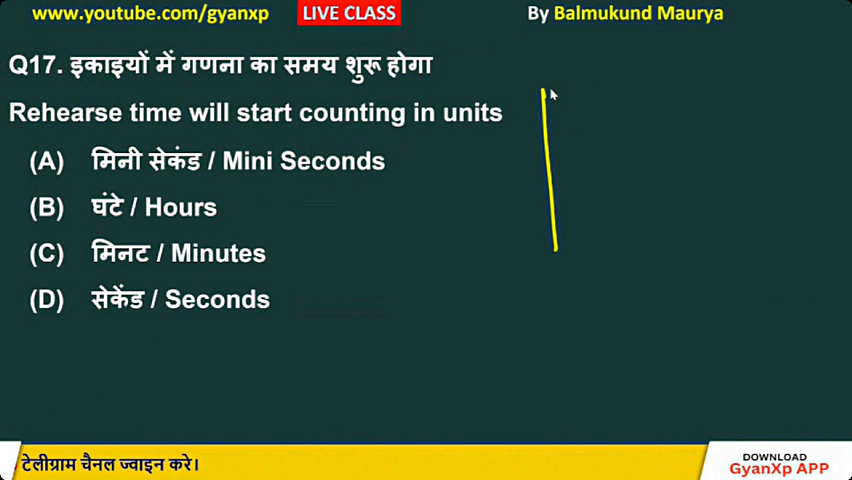 www.youtube.com/gyanxp LIVE CLASS By Balmukund Maurya
Q17. इकाइयों में गणना का समय शुरू होगा
Rehearse time will start counting in units
(A) मिनी सेकंड / Mini Seconds
(B) घंटे / Hours
(C) मिनट / Minutes
(D) सेकेंड / Seconds
टेलीग्राम चैनल ज्वाइन करे।
DOWNLOAD
GyanXp APP